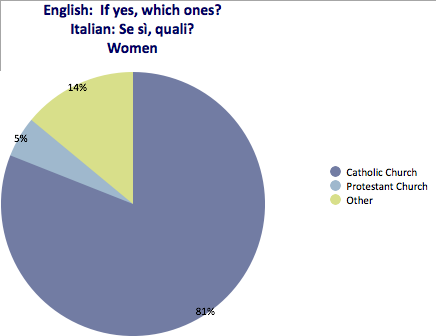 English:  If yes, which ones?
Italian: Se sì, quali?
Women
14%
5%
Catholic Church
Protestant Church
Other
81%